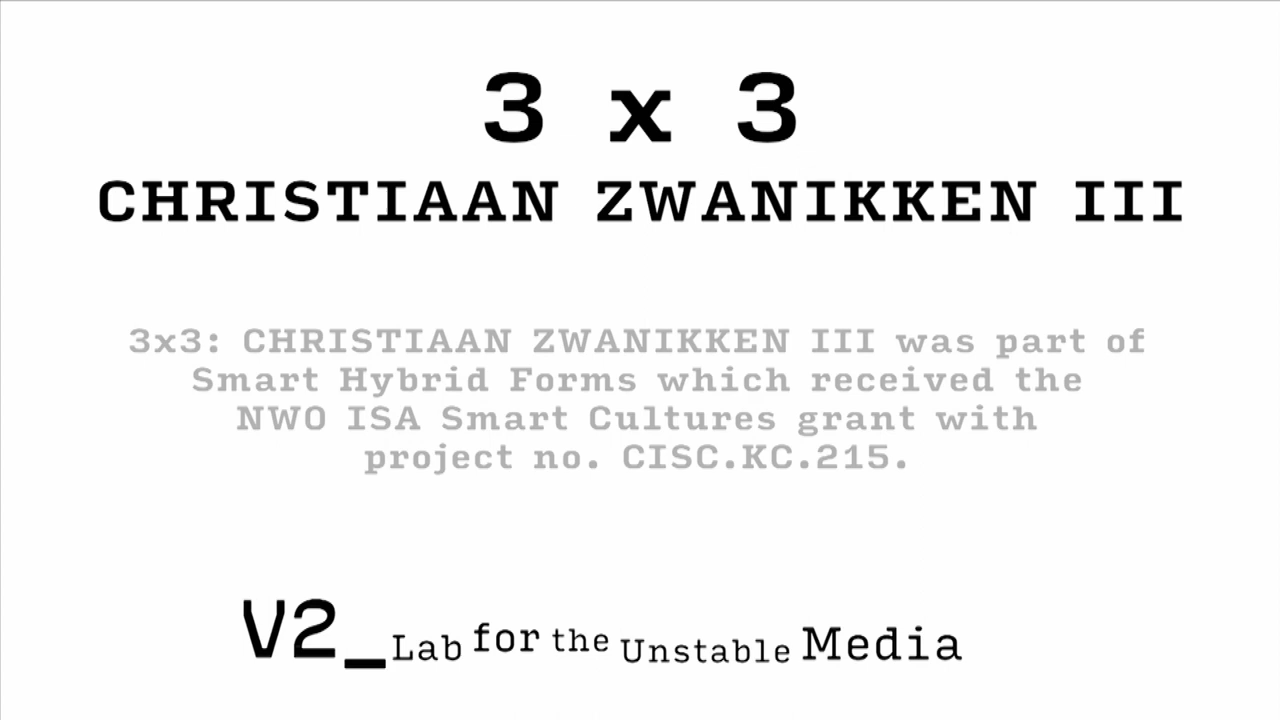 3 x 3
CHRISTIAAN ZWANIKKEN III
3x3: CHRISTIAAN ZWANIKKEN III was part of
Smart Hybrid Forms which received the
NWO ISA Smart Cultures grant with
project no. CISC.KC.215.
V2_Lab for the Unstable Media